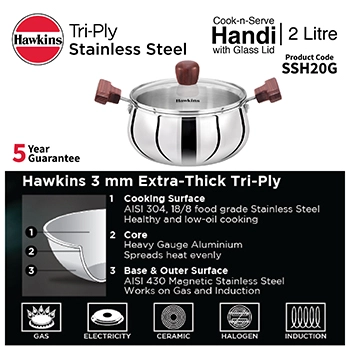 Hawkins
Tri-Ply
Stainless Steel
Cook-n-Serve
Handi
with Glass Lid
2 Litre
Product Code
SSH20G
Hawkins
5 Year
Guarantee
Hawkins 3 mm Extra-Thick Tri-Ply
1 Cooking Surface
AISI 304, 18/8 food grade Stainless Steel
Healthy and low-oil cooking
2 Core
Heavy Gauge Aluminium
Spreads heat evenly
3 Base & Outer Surface
AISI 430 Magnetic Stainless Steel
Works on Gas and Induction
1
2
3
GAS
ELECTRICITY
CERAMIC
HALOGEN
INDUCTION